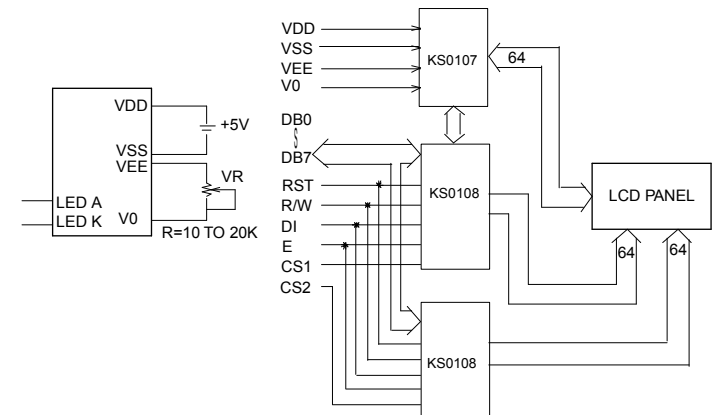 VDD
VSS
VEE
V0
LED A
LED K
+5V
VR
R=10 TO 20K
VDD
VSS
VEE
V0
DB0
DB7
RST
R/W
DI
E
CS1
CS2
KS0107
KS0108
KS0108
64
LCD PANEL
64
64